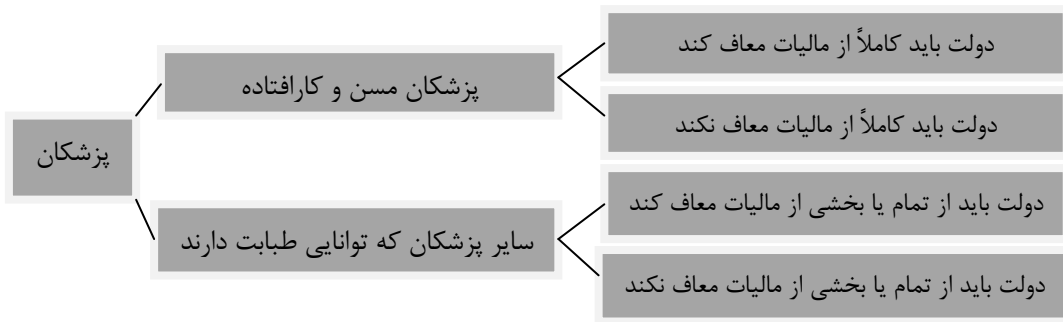 پزشکان
پزشکان مسن و کارافتاده
دولت باید کاملاً از مالیات معاف کند
دولت باید کاملاً از مالیات معاف نکند
سایر پزشکان که توانایی طبابت دارند
دولت باید از تمام یا بخشی از مالیات معاف کند
دولت باید از تمام یا بخشی از مالیات معاف نکند